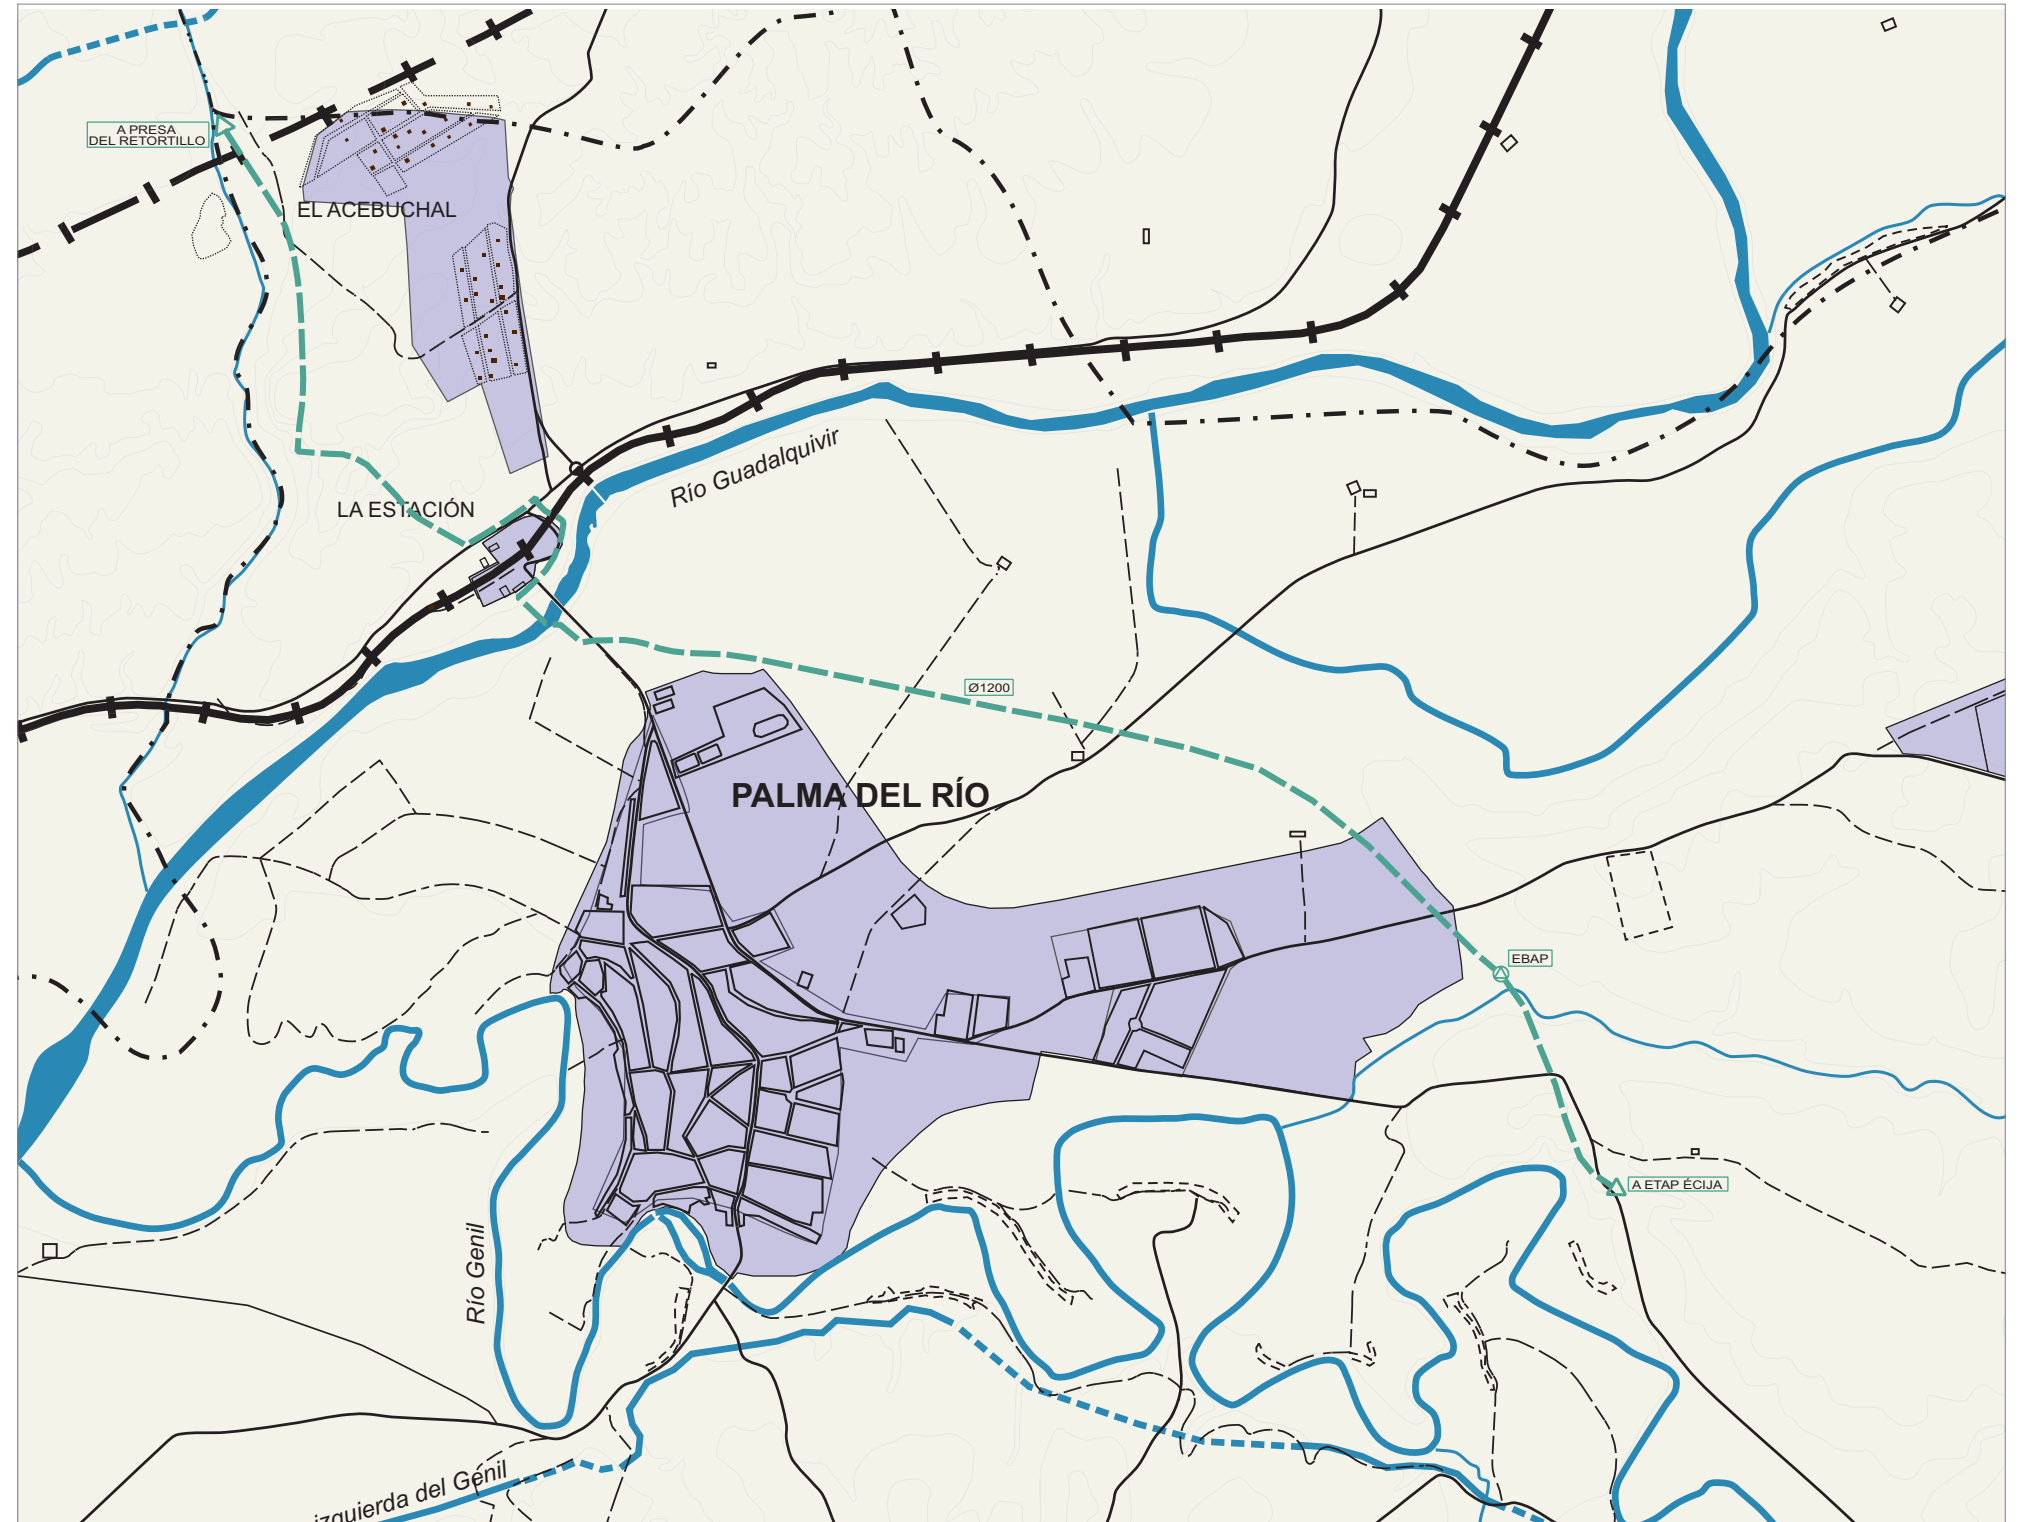 A PRESA
DEL RETORTILLO
EL ACEBUCHAL
Río Guadalquivir
LA ESTACIÓN
Ø1200
PALMA DEL RÍO
EBAP
A ETAP ÉCIJA
Río Genil
izquierda del Genil